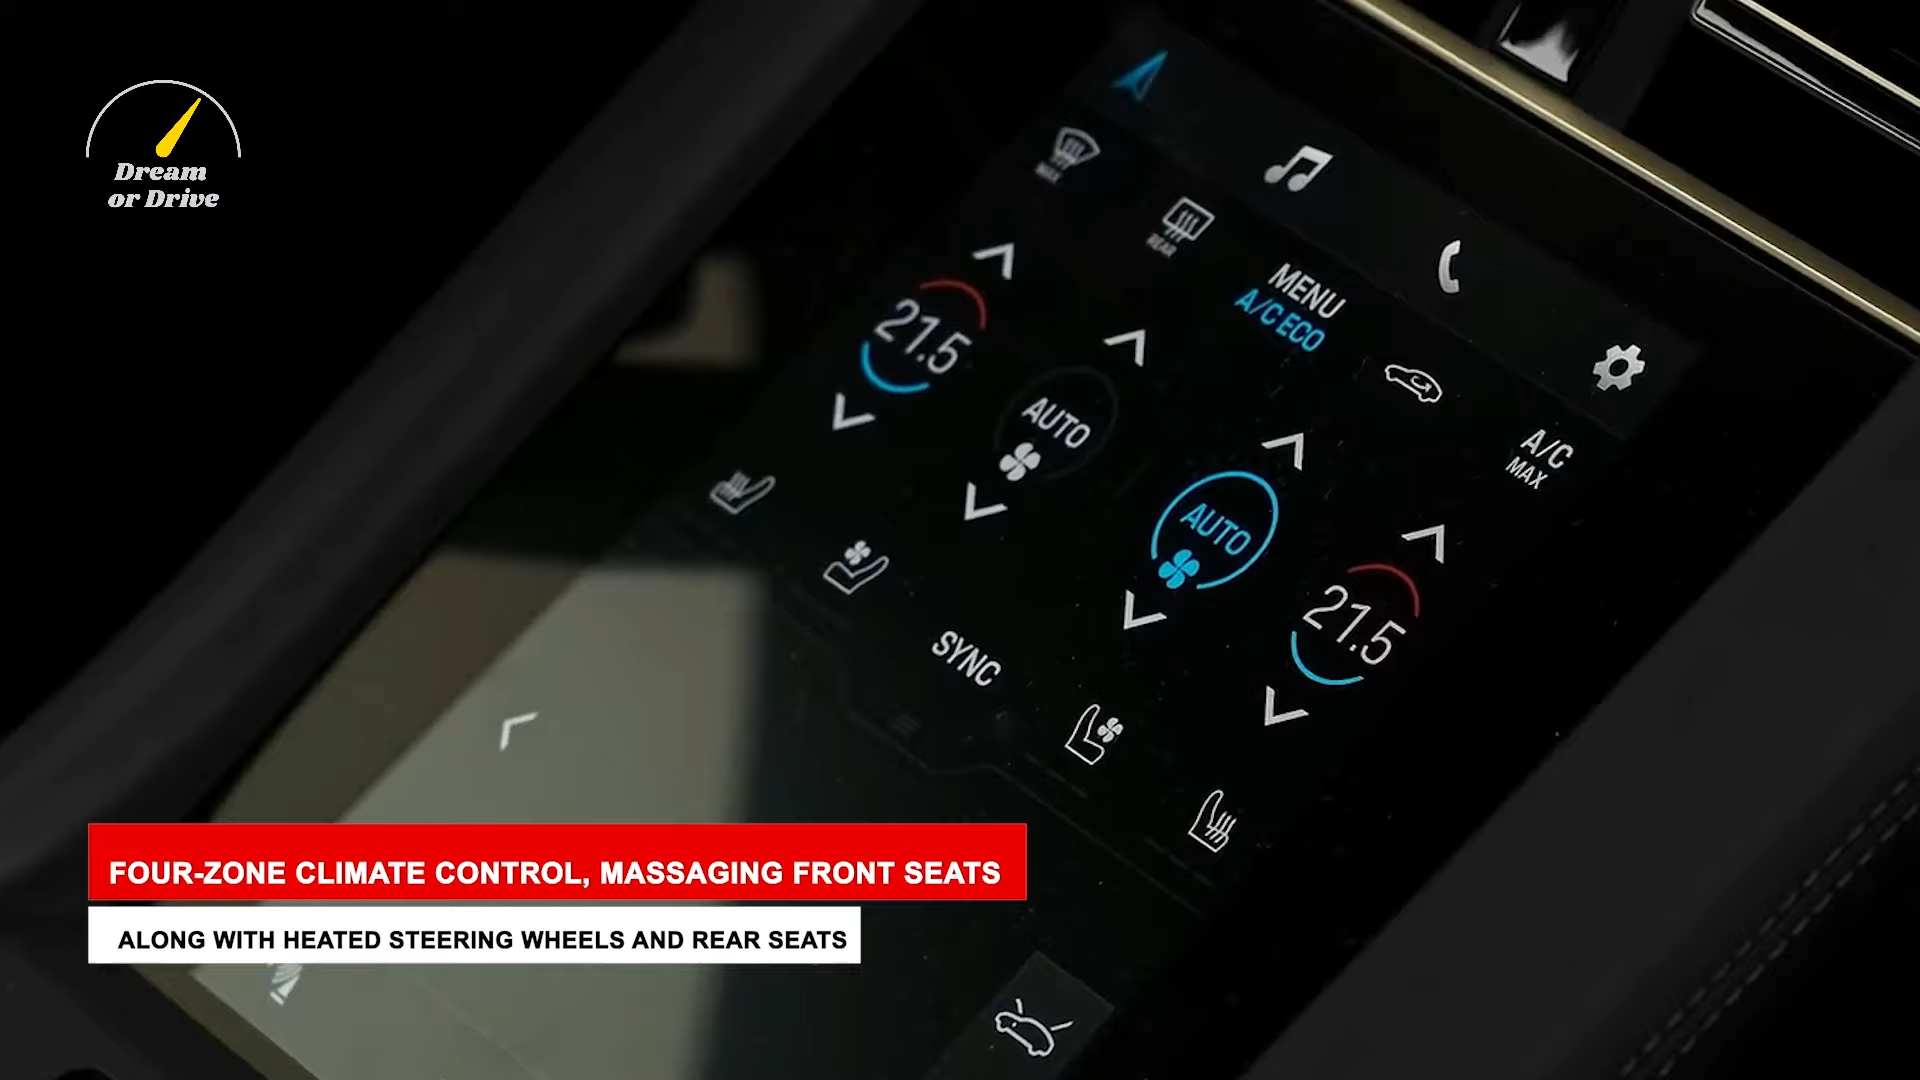 Dream
or Drive
MAX
REAR
MENU
A/C ECO
21.5
AUTO
A/C
MAX
AUTO
21.5
SYNC
FOUR-ZONE CLIMATE CONTROL, MASSAGING FRONT SEATS
ALONG WITH HEATED STEERING WHEELS AND REAR SEATS